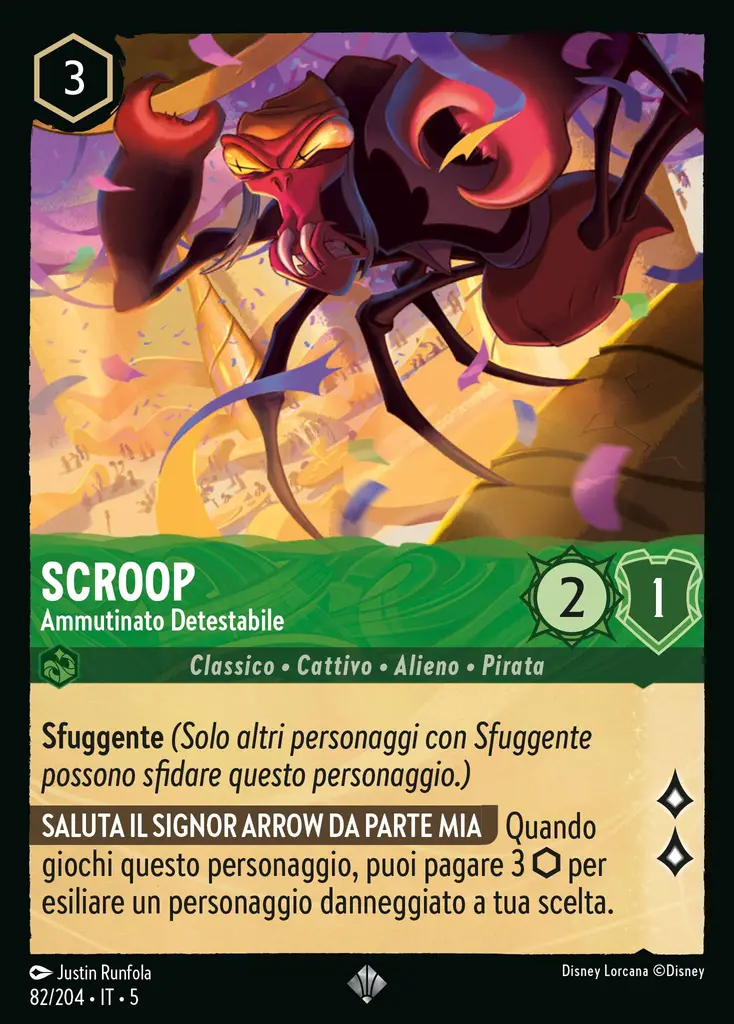 3
SCROOP
Ammutinato Detestabile
2
1
Classico • Cattivo • Alieno • Pirata
Sfuggente (Solo altri personaggi con Sfuggente
possono sfidare questo personaggio.)
SALUTA IL SIGNOR ARROW DA PARTE MIA Quando
giochi questo personaggio, puoi pagare 3 ⬡ per
esiliare un personaggio danneggiato a tua scelta.
Justin Runfola
Disney Lorcana ©Disney
82/204 • IT • 5